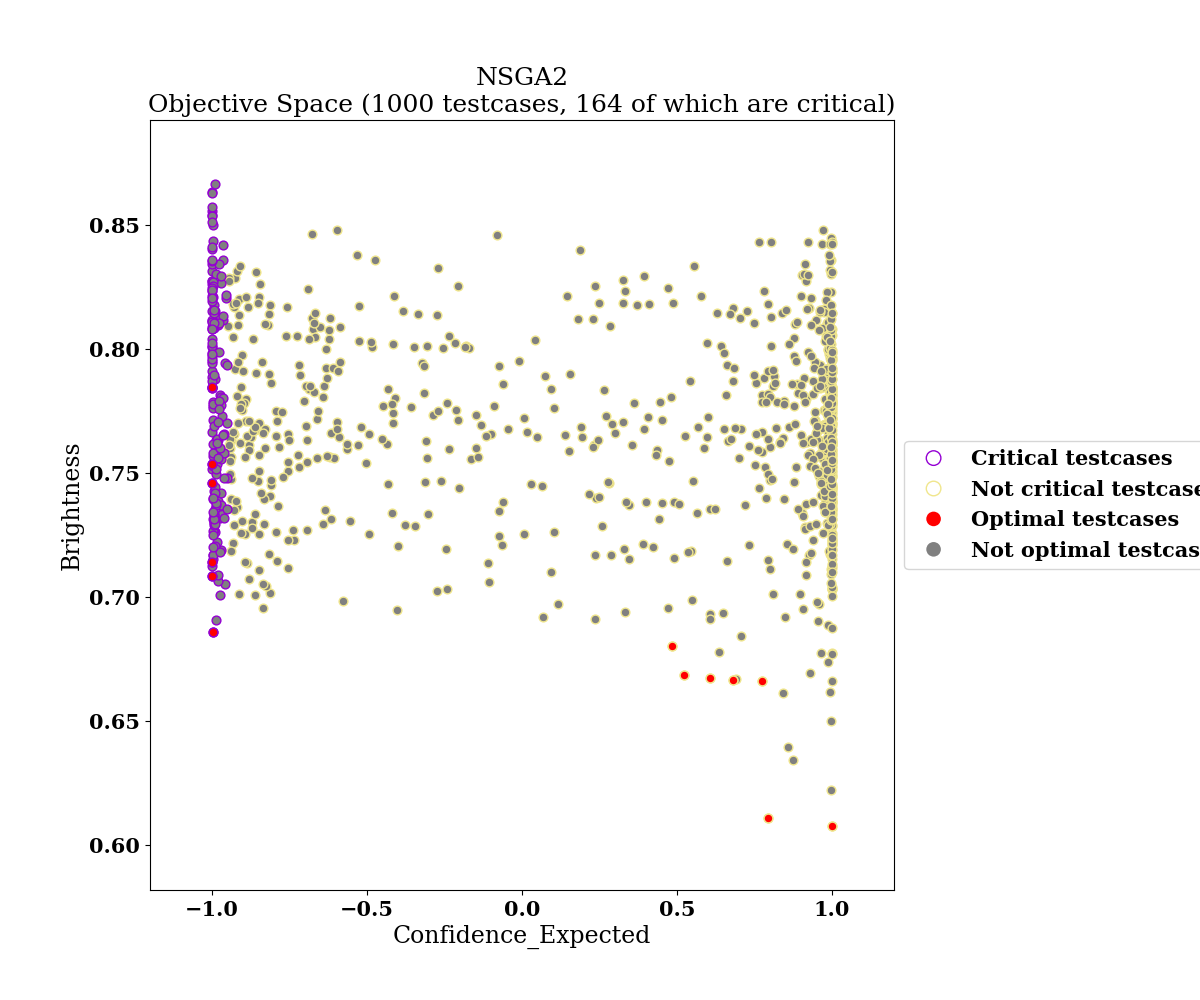 NSGA2
Objective Space (1000 testcases, 164 of which are critical)
0.85
0.80
0.75
0.70
0.65
0.60
Brightness
−1.0
−0.5
0.0
0.5
1.0
Confidence_Expected
Critical testcases
Not critical testcase
Optimal testcases
Not optimal testcas